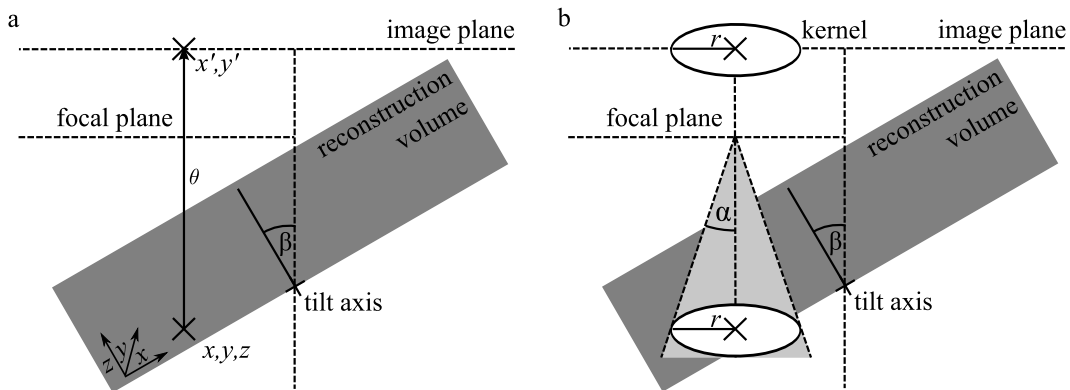 a
image plane
x′,y′
focal plane
reconstruction
volume
θ
β
tilt axis
x,y,z
z y x
b
r
kernel
image plane
focal plane
reconstruction
volume
α
β
tilt axis
r